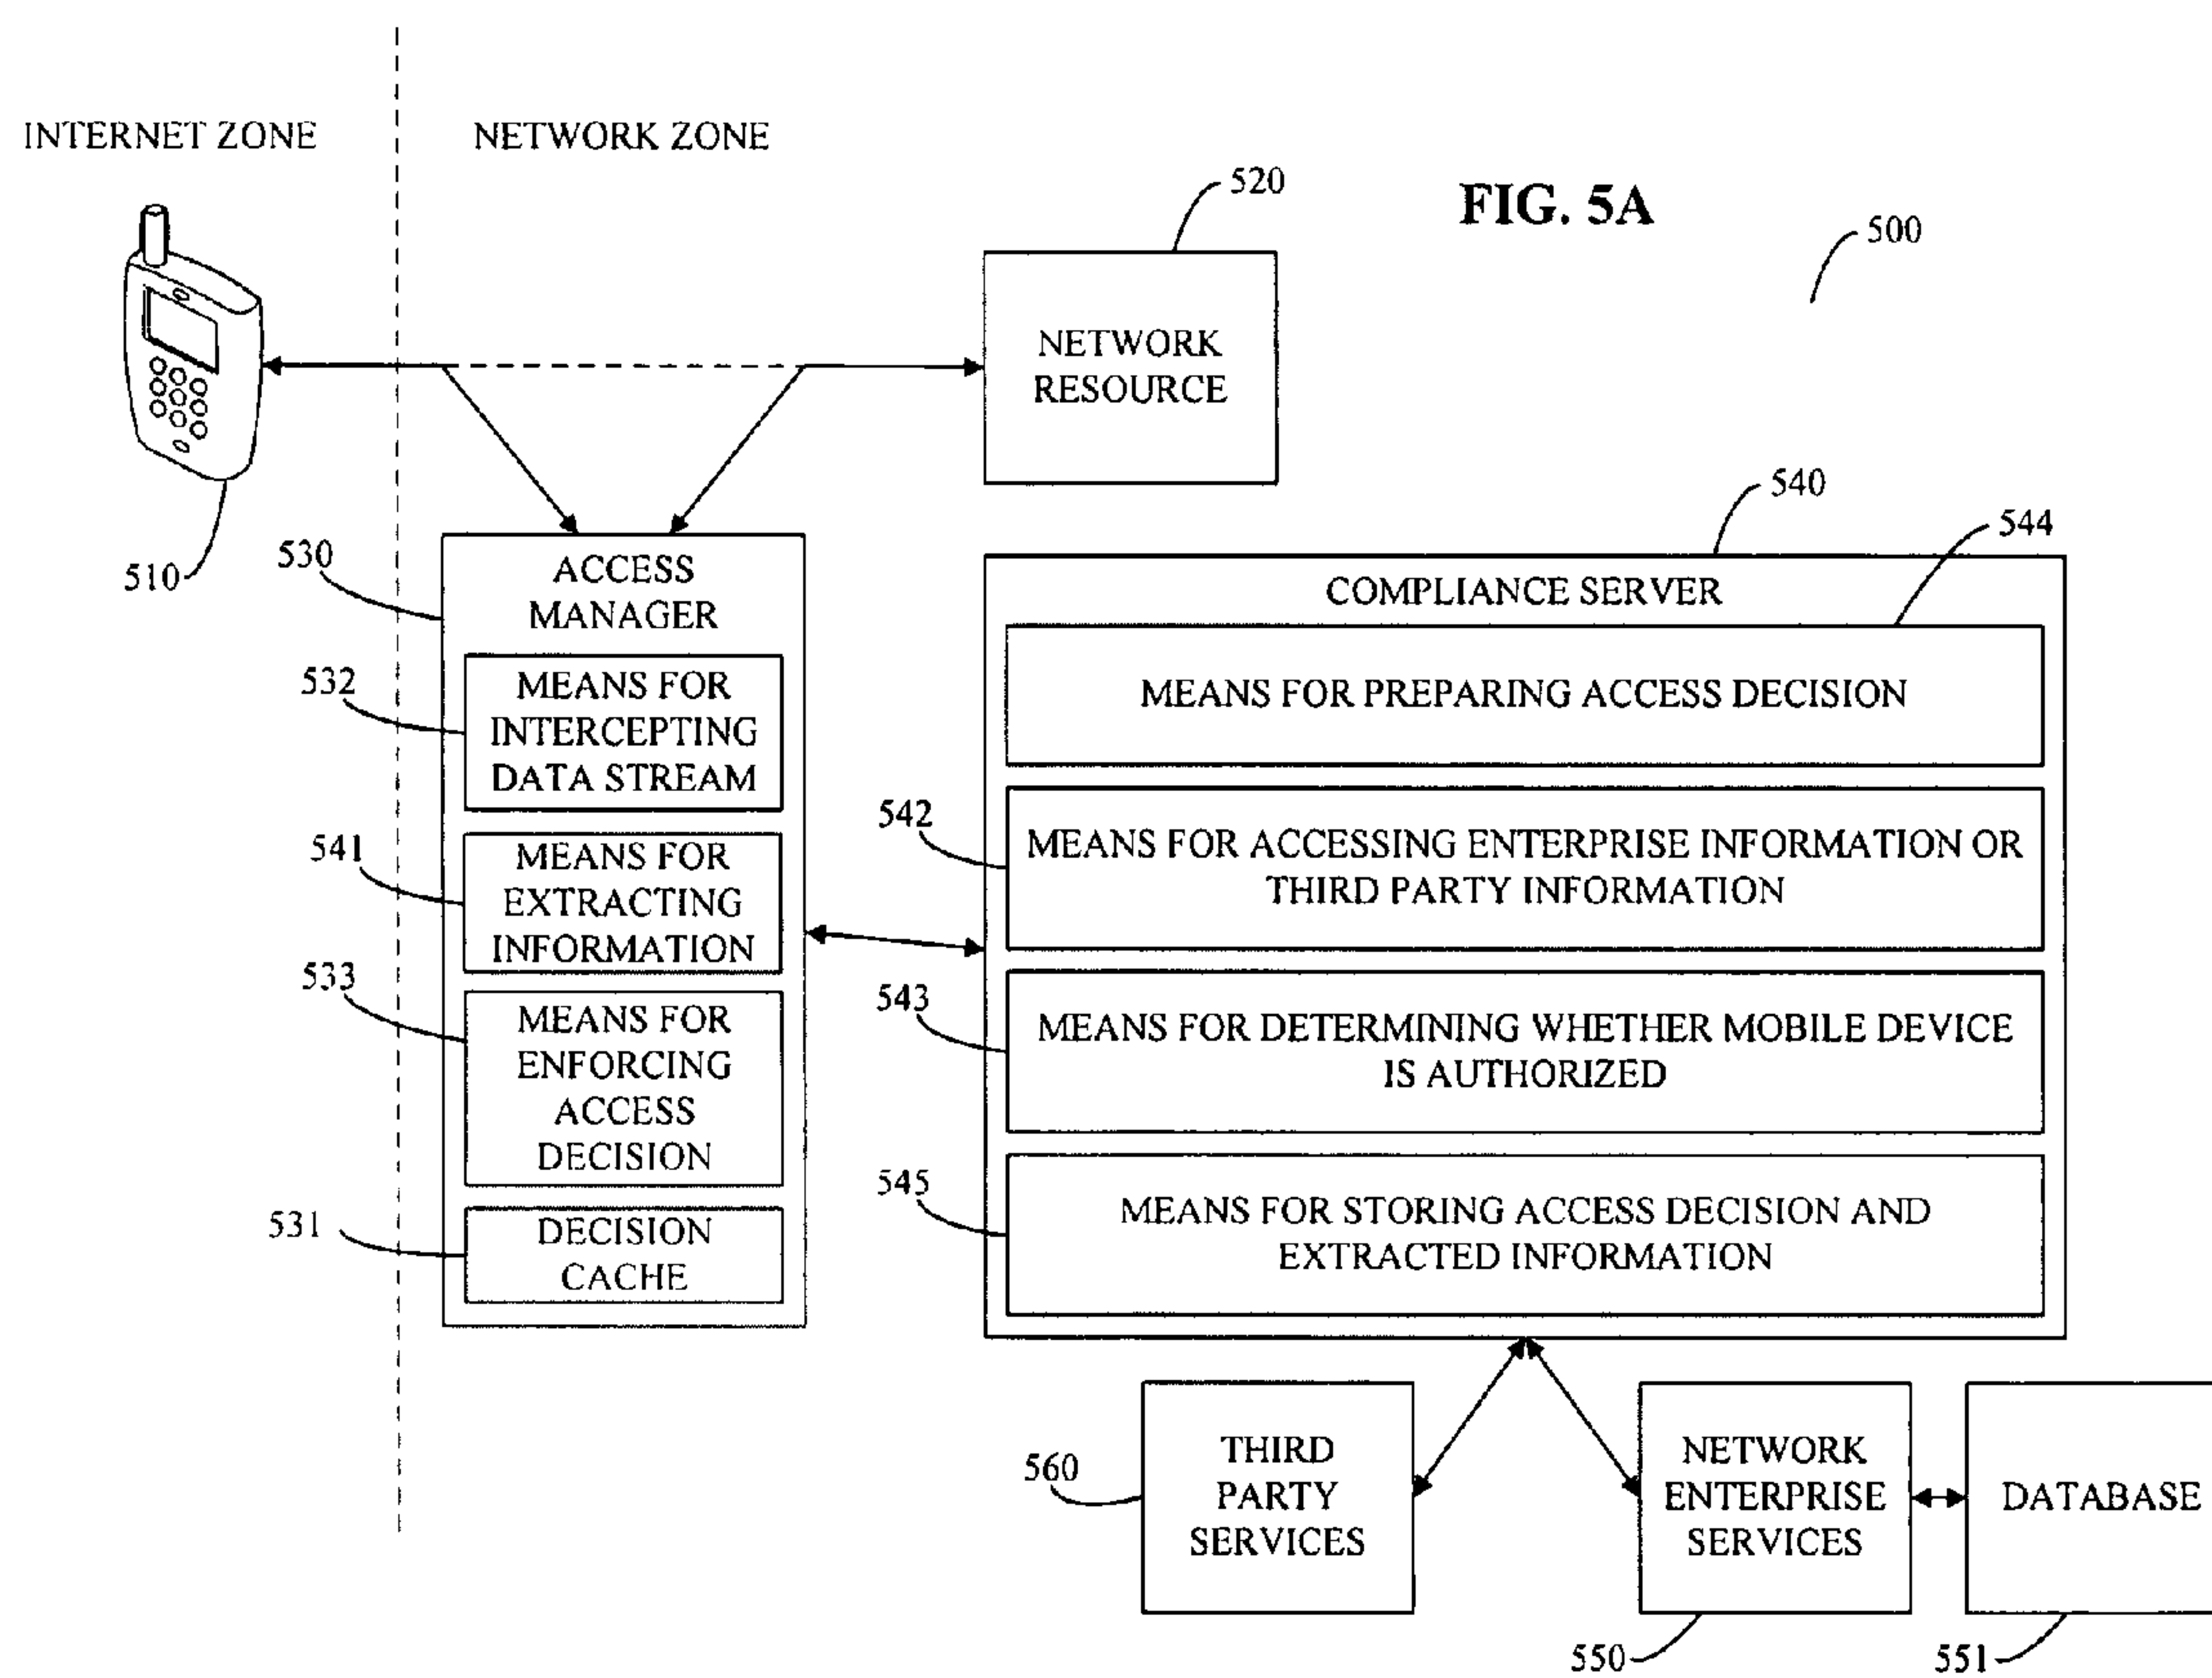 INTERNET ZONE
NETWORK ZONE
520
FIG. 5A
500
NETWORK
RESOURCE
510
530
ACCESS
MANAGER
532
MEANS FOR
INTERCEPTING
DATA STREAM
541
MEANS FOR
EXTRACTING
INFORMATION
533
MEANS FOR
ENFORCING
ACCESS
DECISION
531
DECISION
CACHE
540
544
COMPLIANCE SERVER
MEANS FOR PREPARING ACCESS DECISION
542
MEANS FOR ACCESSING ENTERPRISE INFORMATION OR
THIRD PARTY INFORMATION
543
MEANS FOR DETERMINING WHETHER MOBILE DEVICE
IS AUTHORIZED
545
MEANS FOR STORING ACCESS DECISION AND
EXTRACTED INFORMATION
560
THIRD
PARTY
SERVICES
NETWORK
ENTERPRISE
SERVICES
DATABASE
550
551